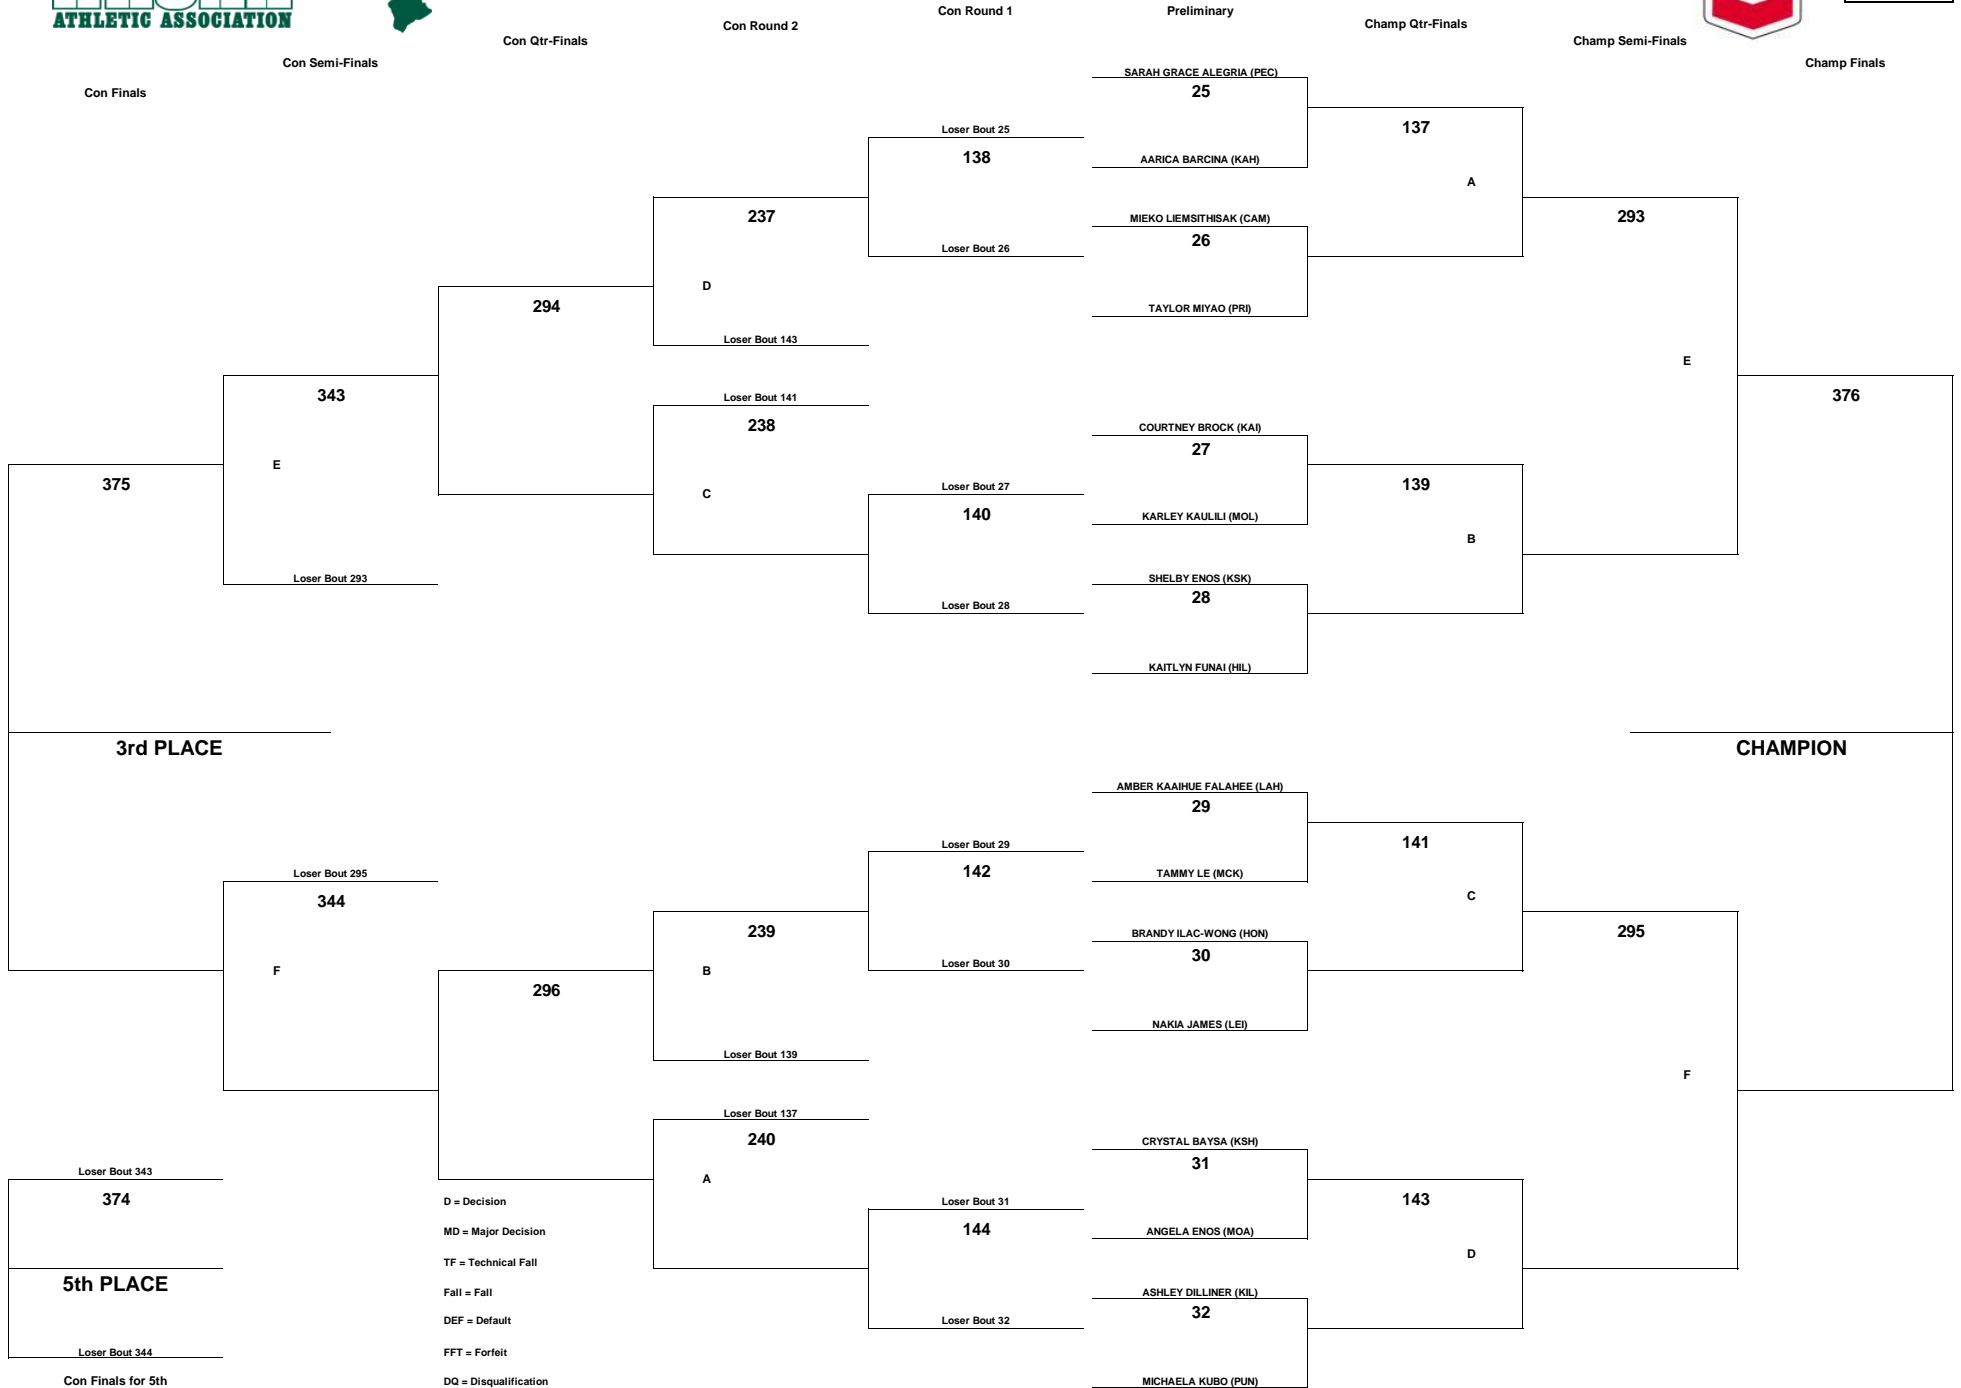 ATHLETIC ASSOCIATION
Con Finals
Con Semi-Finals
Con Qtr-Finals
Con Round 2
Con Round 1
Preliminary
Champ Qtr-Finals
Champ Semi-Finals
Champ Finals
SARAH GRACE ALEGRIA (PEC)
25
Loser Bout 25
137
138
AARICA BARCINA (KAH)
A
237
MIEKO LIEMSITHISAK (CAM)
293
26
Loser Bout 26
D
294
TAYLOR MIYAO (PRI)
Loser Bout 143
E
343
Loser Bout 141
376
238
COURTNEY BROCK (KAI)
27
E
375
Loser Bout 27
139
C
140
KARLEY KAULILI (MOL)
B
Loser Bout 293
SHELBY ENOS (KSK)
28
Loser Bout 28
KAITLYN FUNAI (HIL)
3rd PLACE
CHAMPION
AMBER KAAIHUE FALAHEE (LAH)
29
Loser Bout 29
141
Loser Bout 295
142
TAMMY LE (MCK)
344
C
239
BRANDY ILAC-WONG (HON)
295
30
Loser Bout 30
F
B
296
NAKIA JAMES (LEI)
Loser Bout 139
F
Loser Bout 137
240
CRYSTAL BAYSA (KSH)
31
Loser Bout 343
A
374
D = Decision
Loser Bout 31
143
144
MD = Major Decision
ANGELA ENOS (MOA)
D
TF = Technical Fall
5th PLACE
Fall = Fall
ASHLEY DILLINER (KIL)
32
DEF = Default
Loser Bout 32
Loser Bout 344
FFT = Forfeit
Con Finals for 5th
DQ = Disqualification
MICHAELA KUBO (PUN)